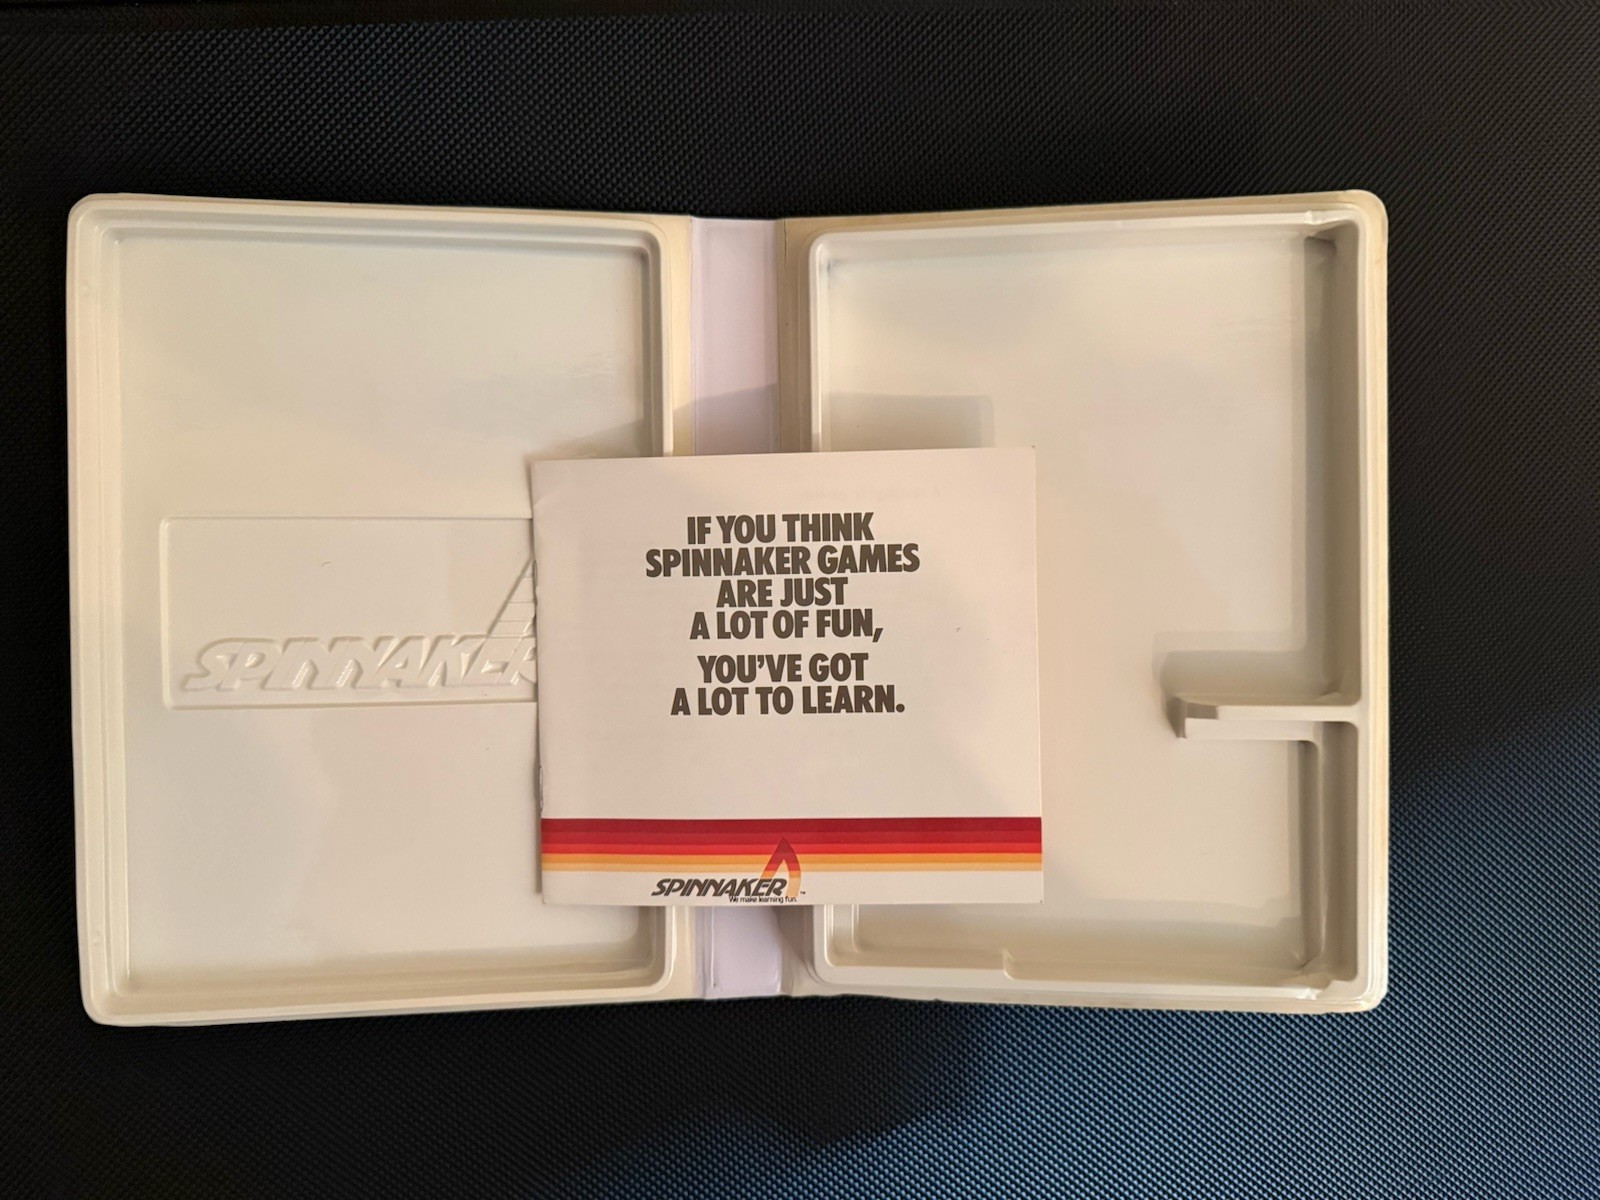 SPINNAKER
IF YOU THINK
SPINNAKER GAMES
ARE JUST
A LOT OF FUN,
YOU'VE GOT
A LOT TO LEARN.
SPINNAKER™
We make learning fun.